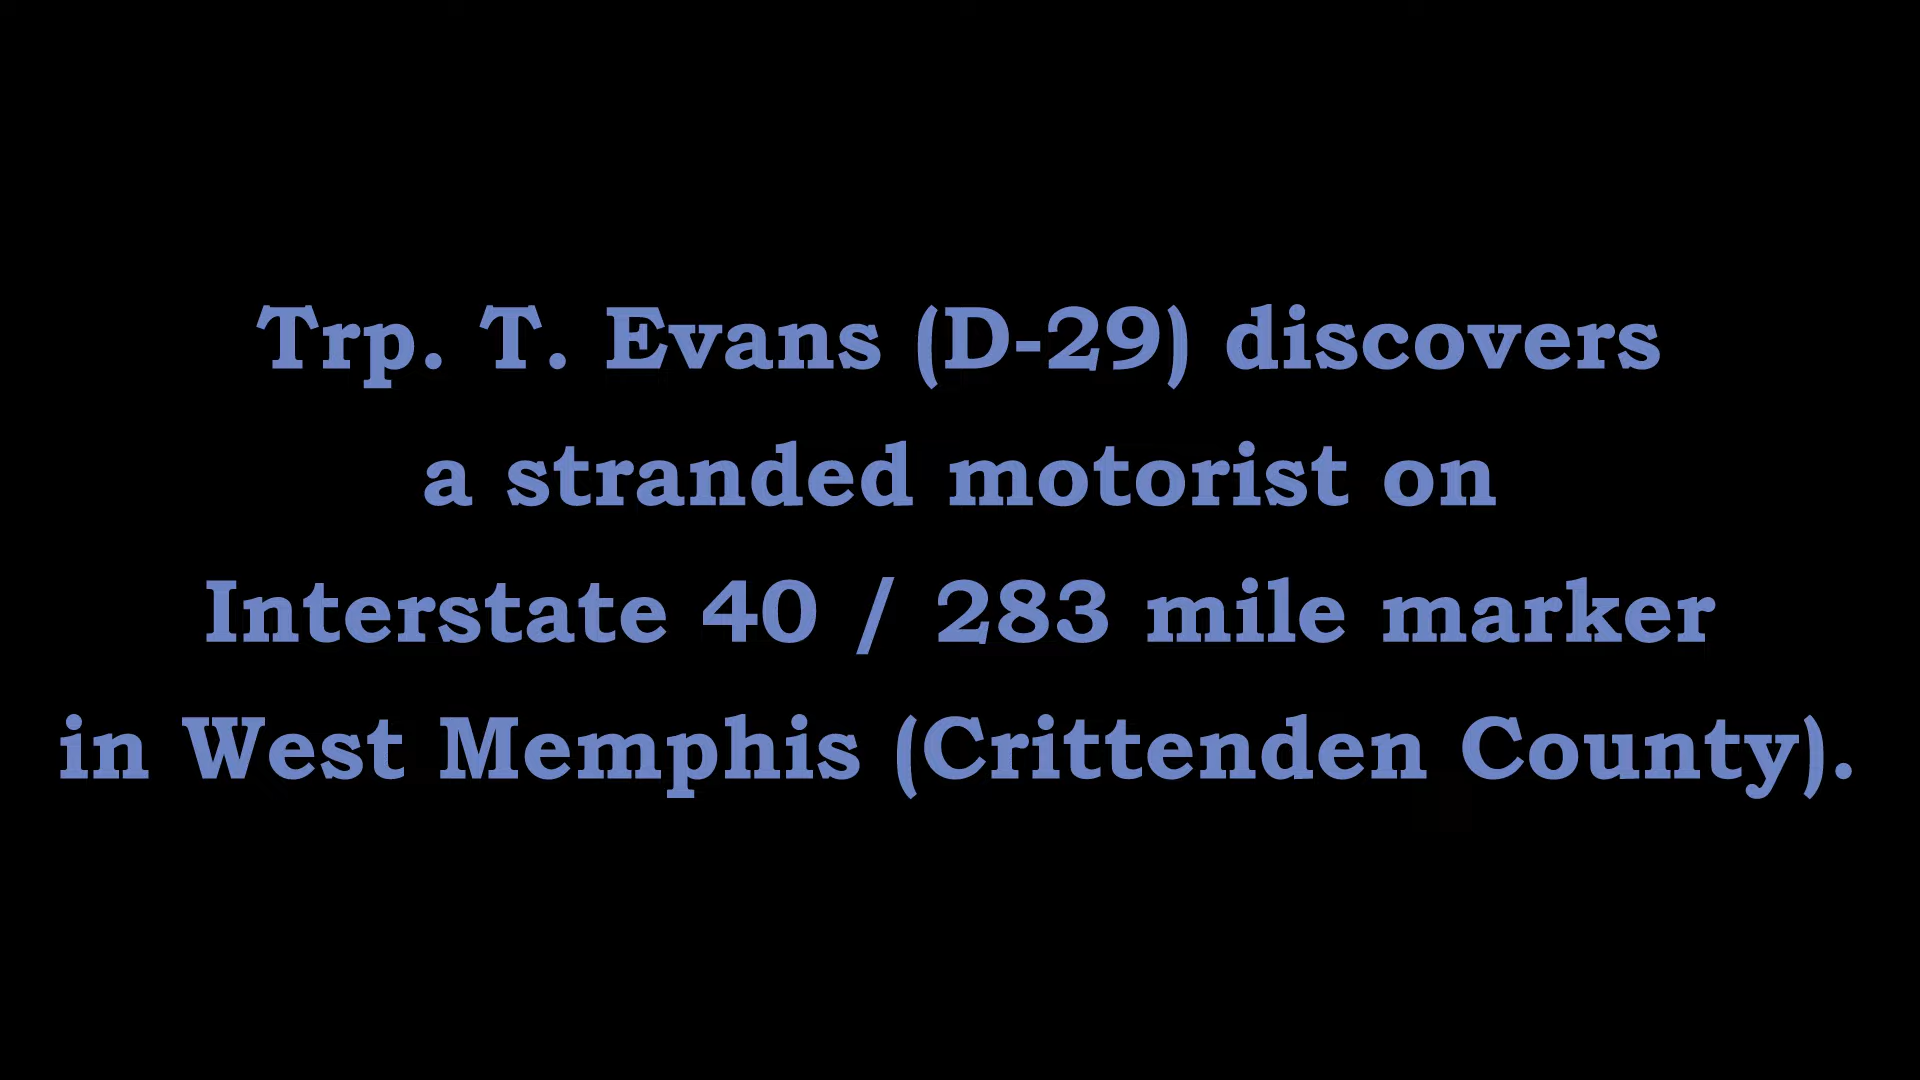 Trp. T. Evans (D-29) discovers
a stranded motorist on
Interstate 40 / 283 mile marker
in West Memphis (Crittenden County).